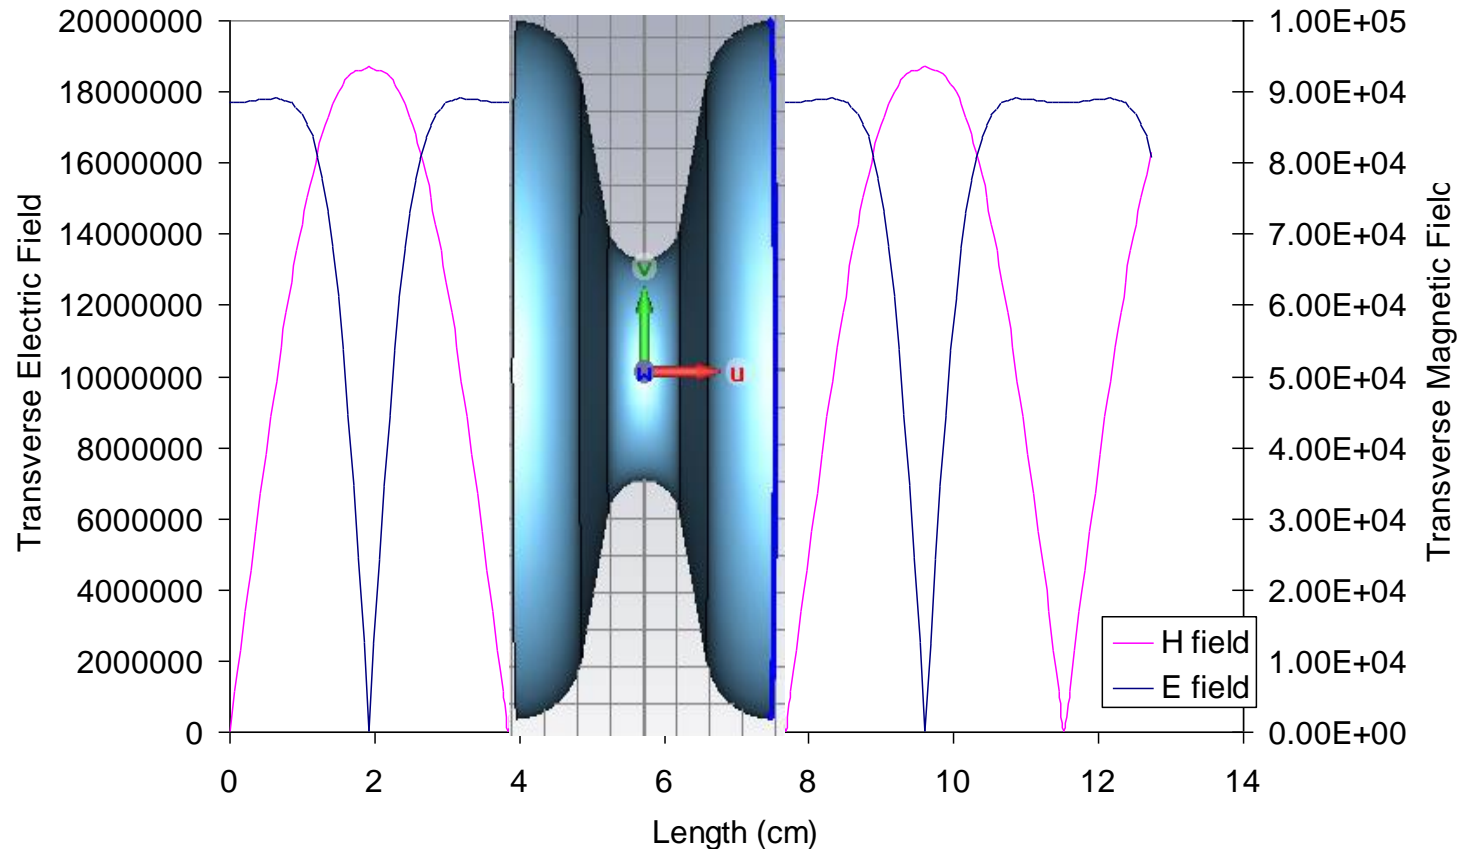 20000000
18000000
16000000
14000000
12000000
10000000
8000000
6000000
4000000
2000000
0
Transverse Electric Field
1.00E+05
9.00E+04
8.00E+04
7.00E+04
6.00E+04
5.00E+04
4.00E+04
3.00E+04
2.00E+04
1.00E+04
0.00E+00
Transverse Magnetic Field
v
w
u
H field
E field
0 2 4 6 8 10 12 14
Length (cm)